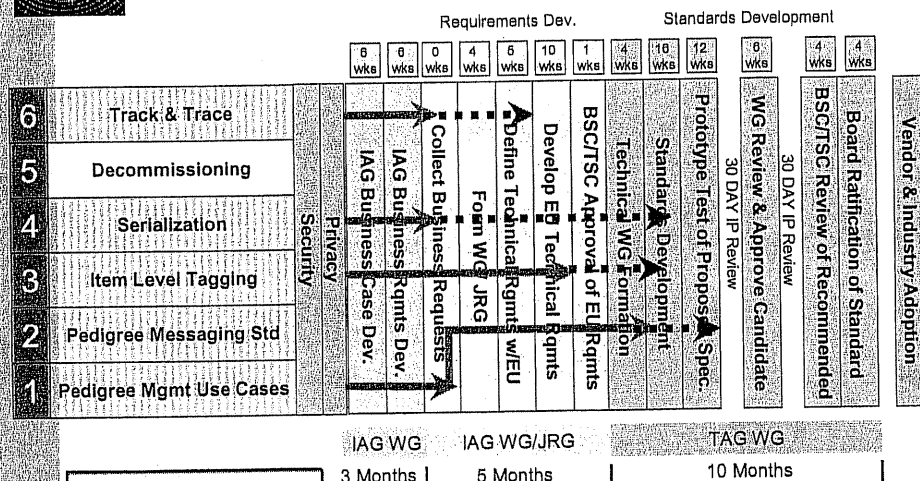 Requirements Dev.
Standards Development
6 wks
6 wks
0 wks
4 wks
6 wks
10 wks
1 wks
4 wks
16 wks
12 wks
6 wks
4 wks
4 wks
6 Track & Trace
5 Decommissioning
4 Serialization
3 Item Level Tagging
2 Pedigree Messaging Std
1 Pedigree Mgmt Use Cases
Security
Privacy
IAG Business Case Dev.
IAG Business Rqmts Dev.
Collect Business Requests
Form WG / JRG
Define Technical Rqmts w/EU
Develop EU Technical Rqmts
BSC/TSC Approval of EU Rqmts
Technical WG Formation
Standards Development
Prototype Test of Proposed Spec.
30 DAY IP Review
WG Review & Approve Candidate
30 DAY IP Review
BSC/TSC Review of Recommended
Board Ratification of Standard
Vendor & Industry Adoption
IAG WG
IAG WG/JRG
TAG WG
3 Months
5 Months
10 Months